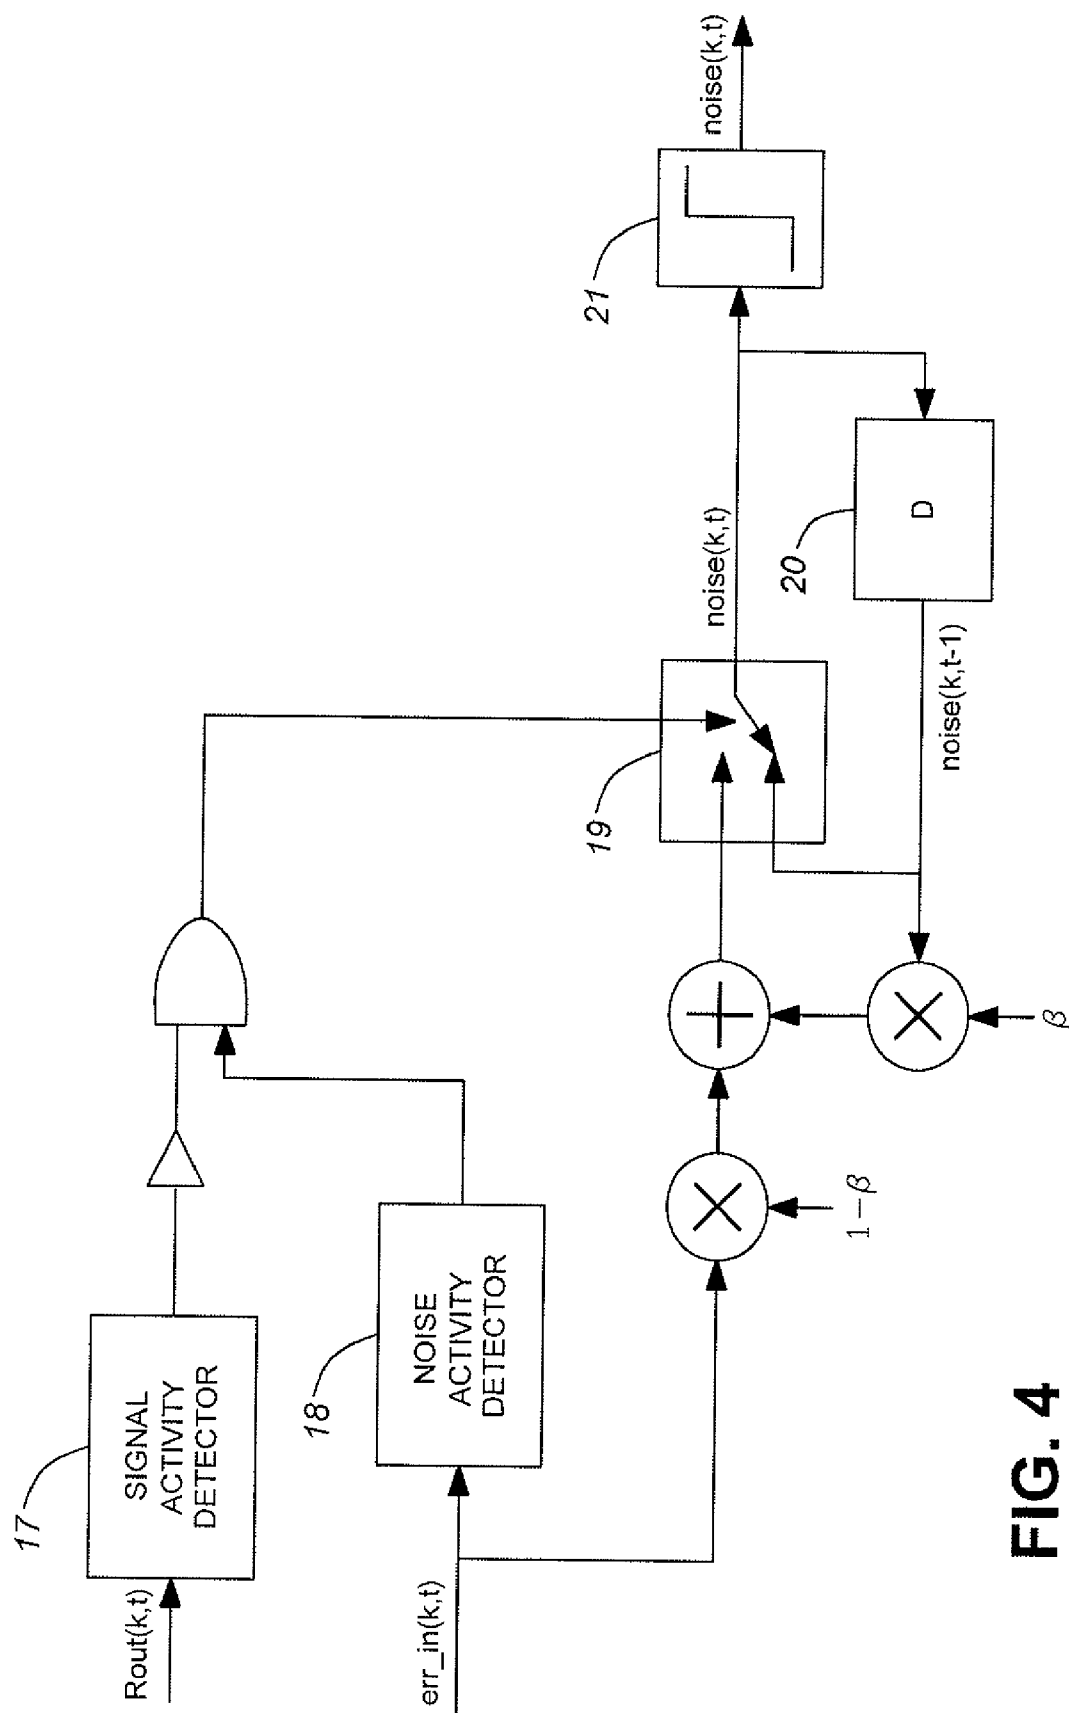 Rout(k,t)
17
SIGNAL
ACTIVITY
DETECTOR
err_in(k,t)
18
NOISE
ACTIVITY
DETECTOR
1−β
β
19
noise(k,t)
noise(k,t-1)
20
D
21
noise(k,t)
FIG. 4